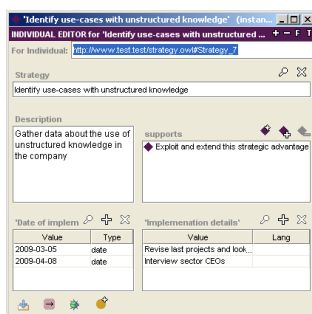 'Identify use-cases with unstructured knowledge' (instan...
INDIVIDUAL EDITOR for 'Identify use-cases with unstructured ... + − F T
For Individual: http://www.test.test/strategy.owl#Strategy_7
Strategy
Identify use-cases with unstructured knowledge
Description
Gather data about the use of
unstructured knowledge in
the company
supports
Exploit and extend this strategic advantage
'Date of implem
Value Type
2009-03-05 date
2009-04-08 date
'Implemenation details'
Value Lang
Revise last projects and look...
Interview sector CEOs